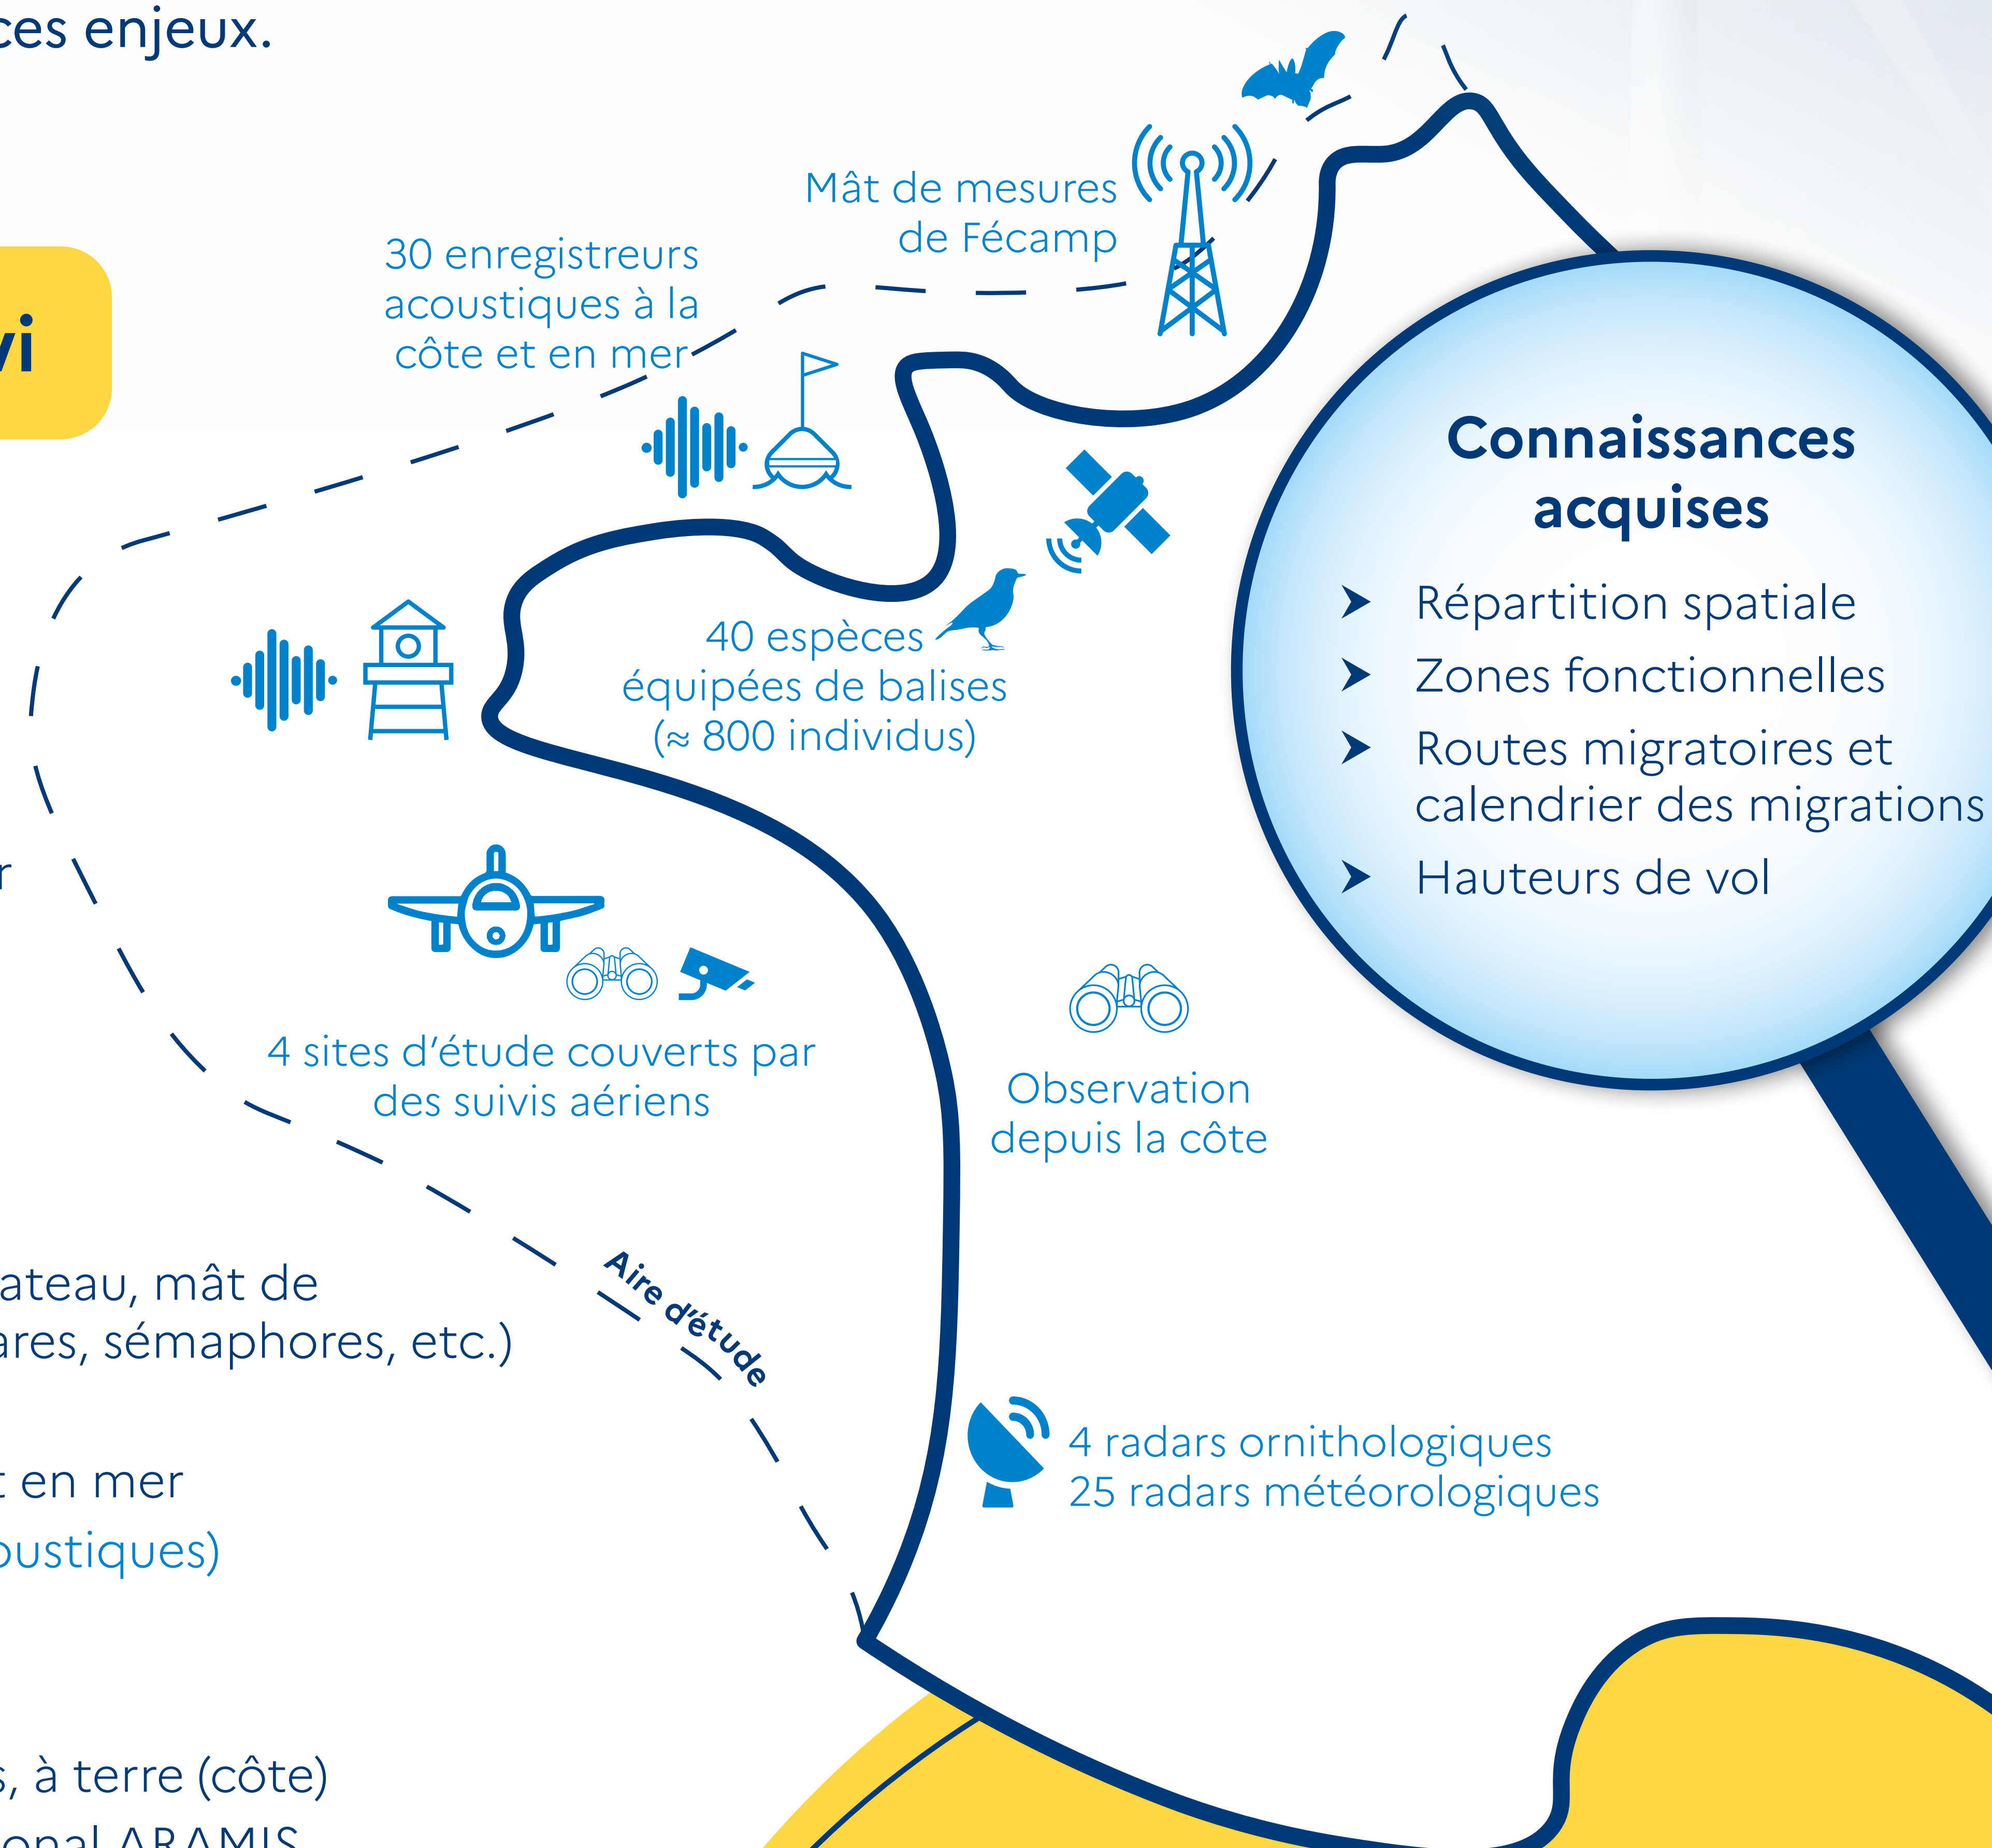 ces enjeux.
vi
Mât de mesures
de Fécamp
30 enregistreurs
acoustiques à la
côte et en mer
40 espèces
équipées de balises
(≈ 800 individus)
4 sites d'étude couverts par
des suivis aériens
Observation
depuis la côte
Aire d'étude
4 radars ornithologiques
25 radars météorologiques
Connaissances
acquises
➤ Répartition spatiale
➤ Zones fonctionnelles
➤ Routes migratoires et
calendrier des migrations
➤ Hauteurs de vol
r
ateau, mât de
ares, sémaphores, etc.)
t en mer
oustiques)
s, à terre (côte)
onal ARAMIS